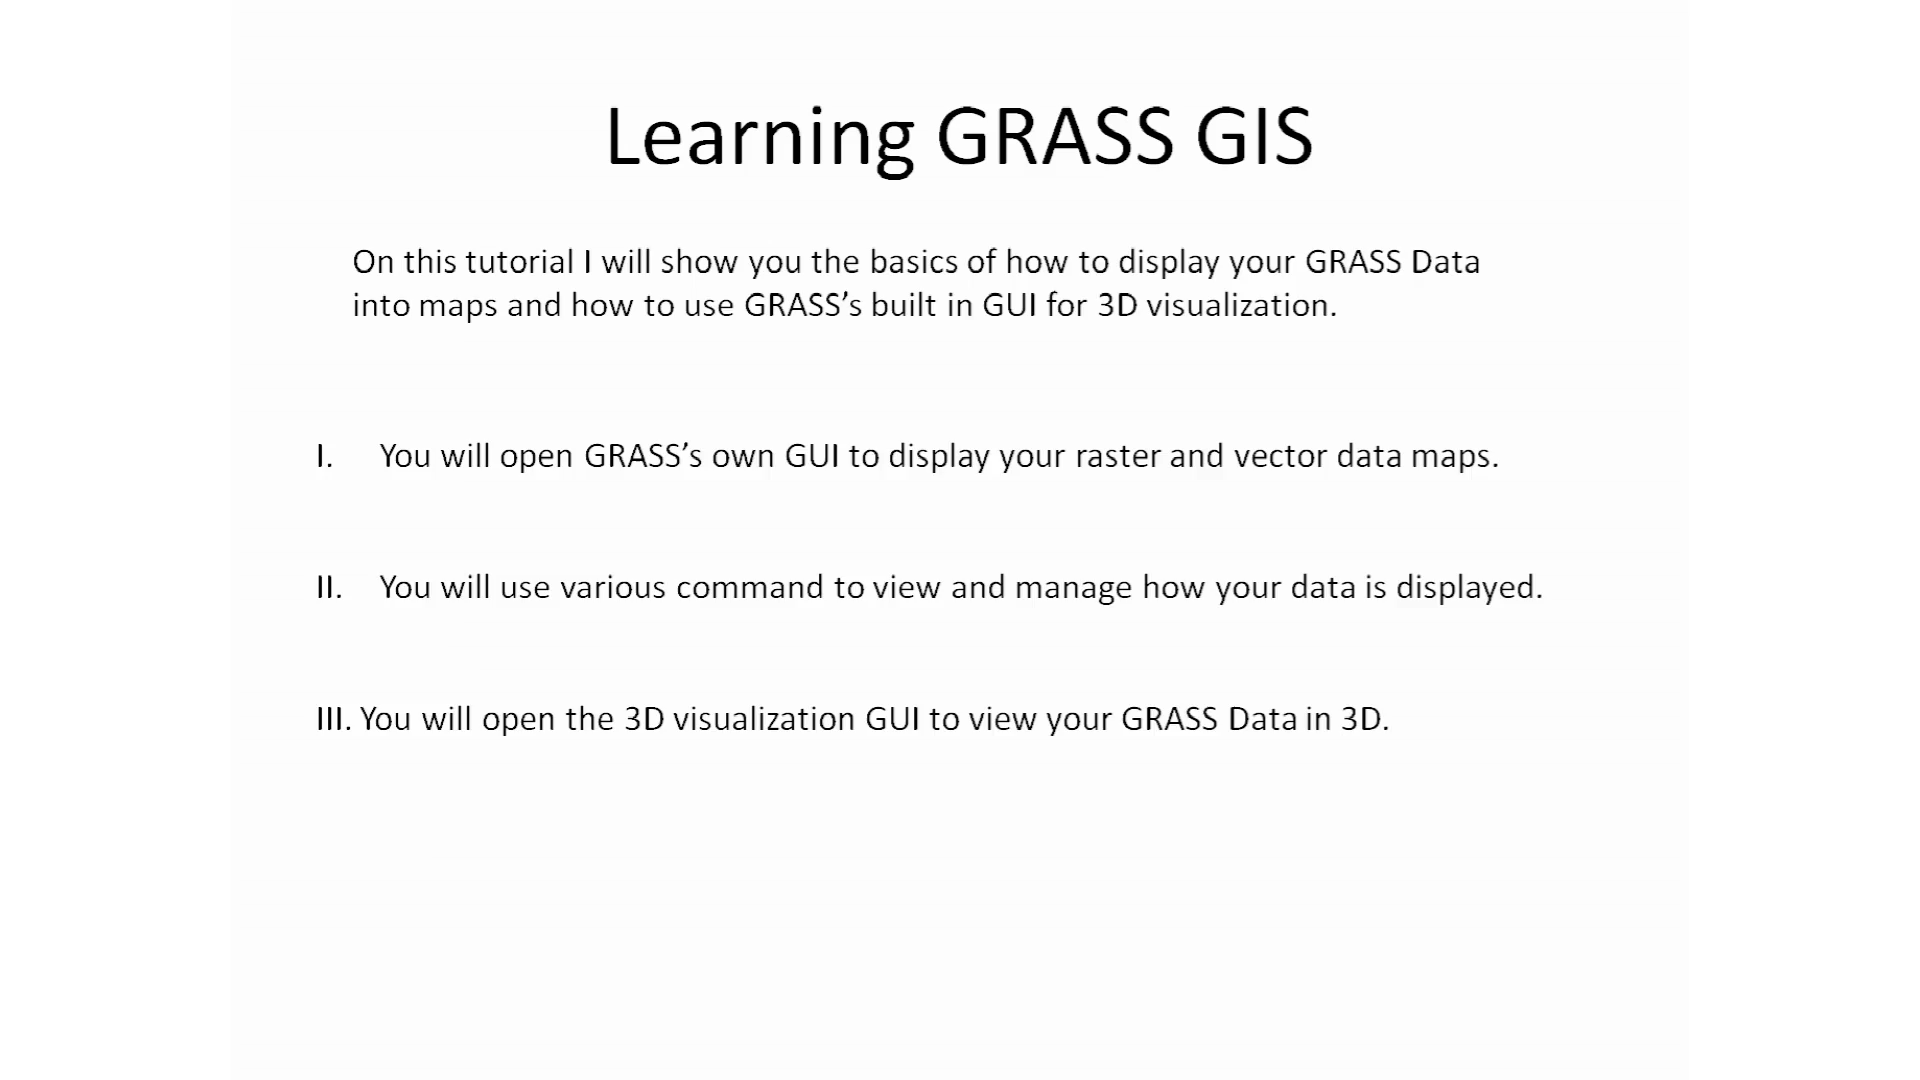 Learning GRASS GIS
On this tutorial I will show you the basics of how to display your GRASS Data
into maps and how to use GRASS’s built in GUI for 3D visualization.
I. You will open GRASS’s own GUI to display your raster and vector data maps.
II. You will use various command to view and manage how your data is displayed.
III. You will open the 3D visualization GUI to view your GRASS Data in 3D.